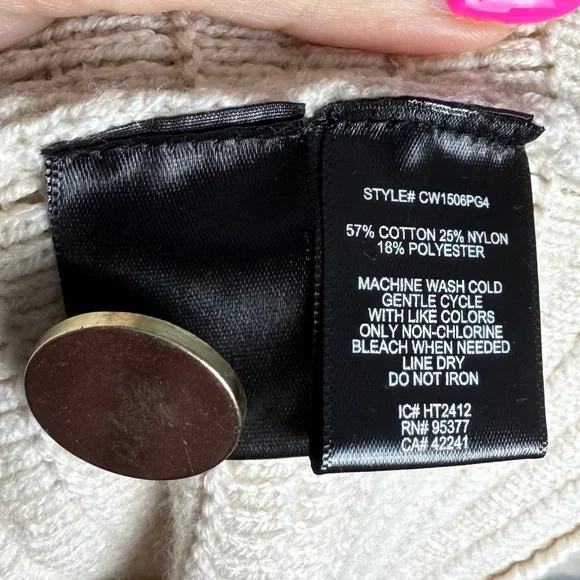 STYLE# CW1506PG4
57% COTTON 25% NYLON
18% POLYESTER
MACHINE WASH COLD
GENTLE CYCLE
WITH LIKE COLORS
ONLY NON-CHLORINE
BLEACH WHEN NEEDED
LINE DRY
DO NOT IRON
IC# HT2412
RN# 95377
CA# 42241